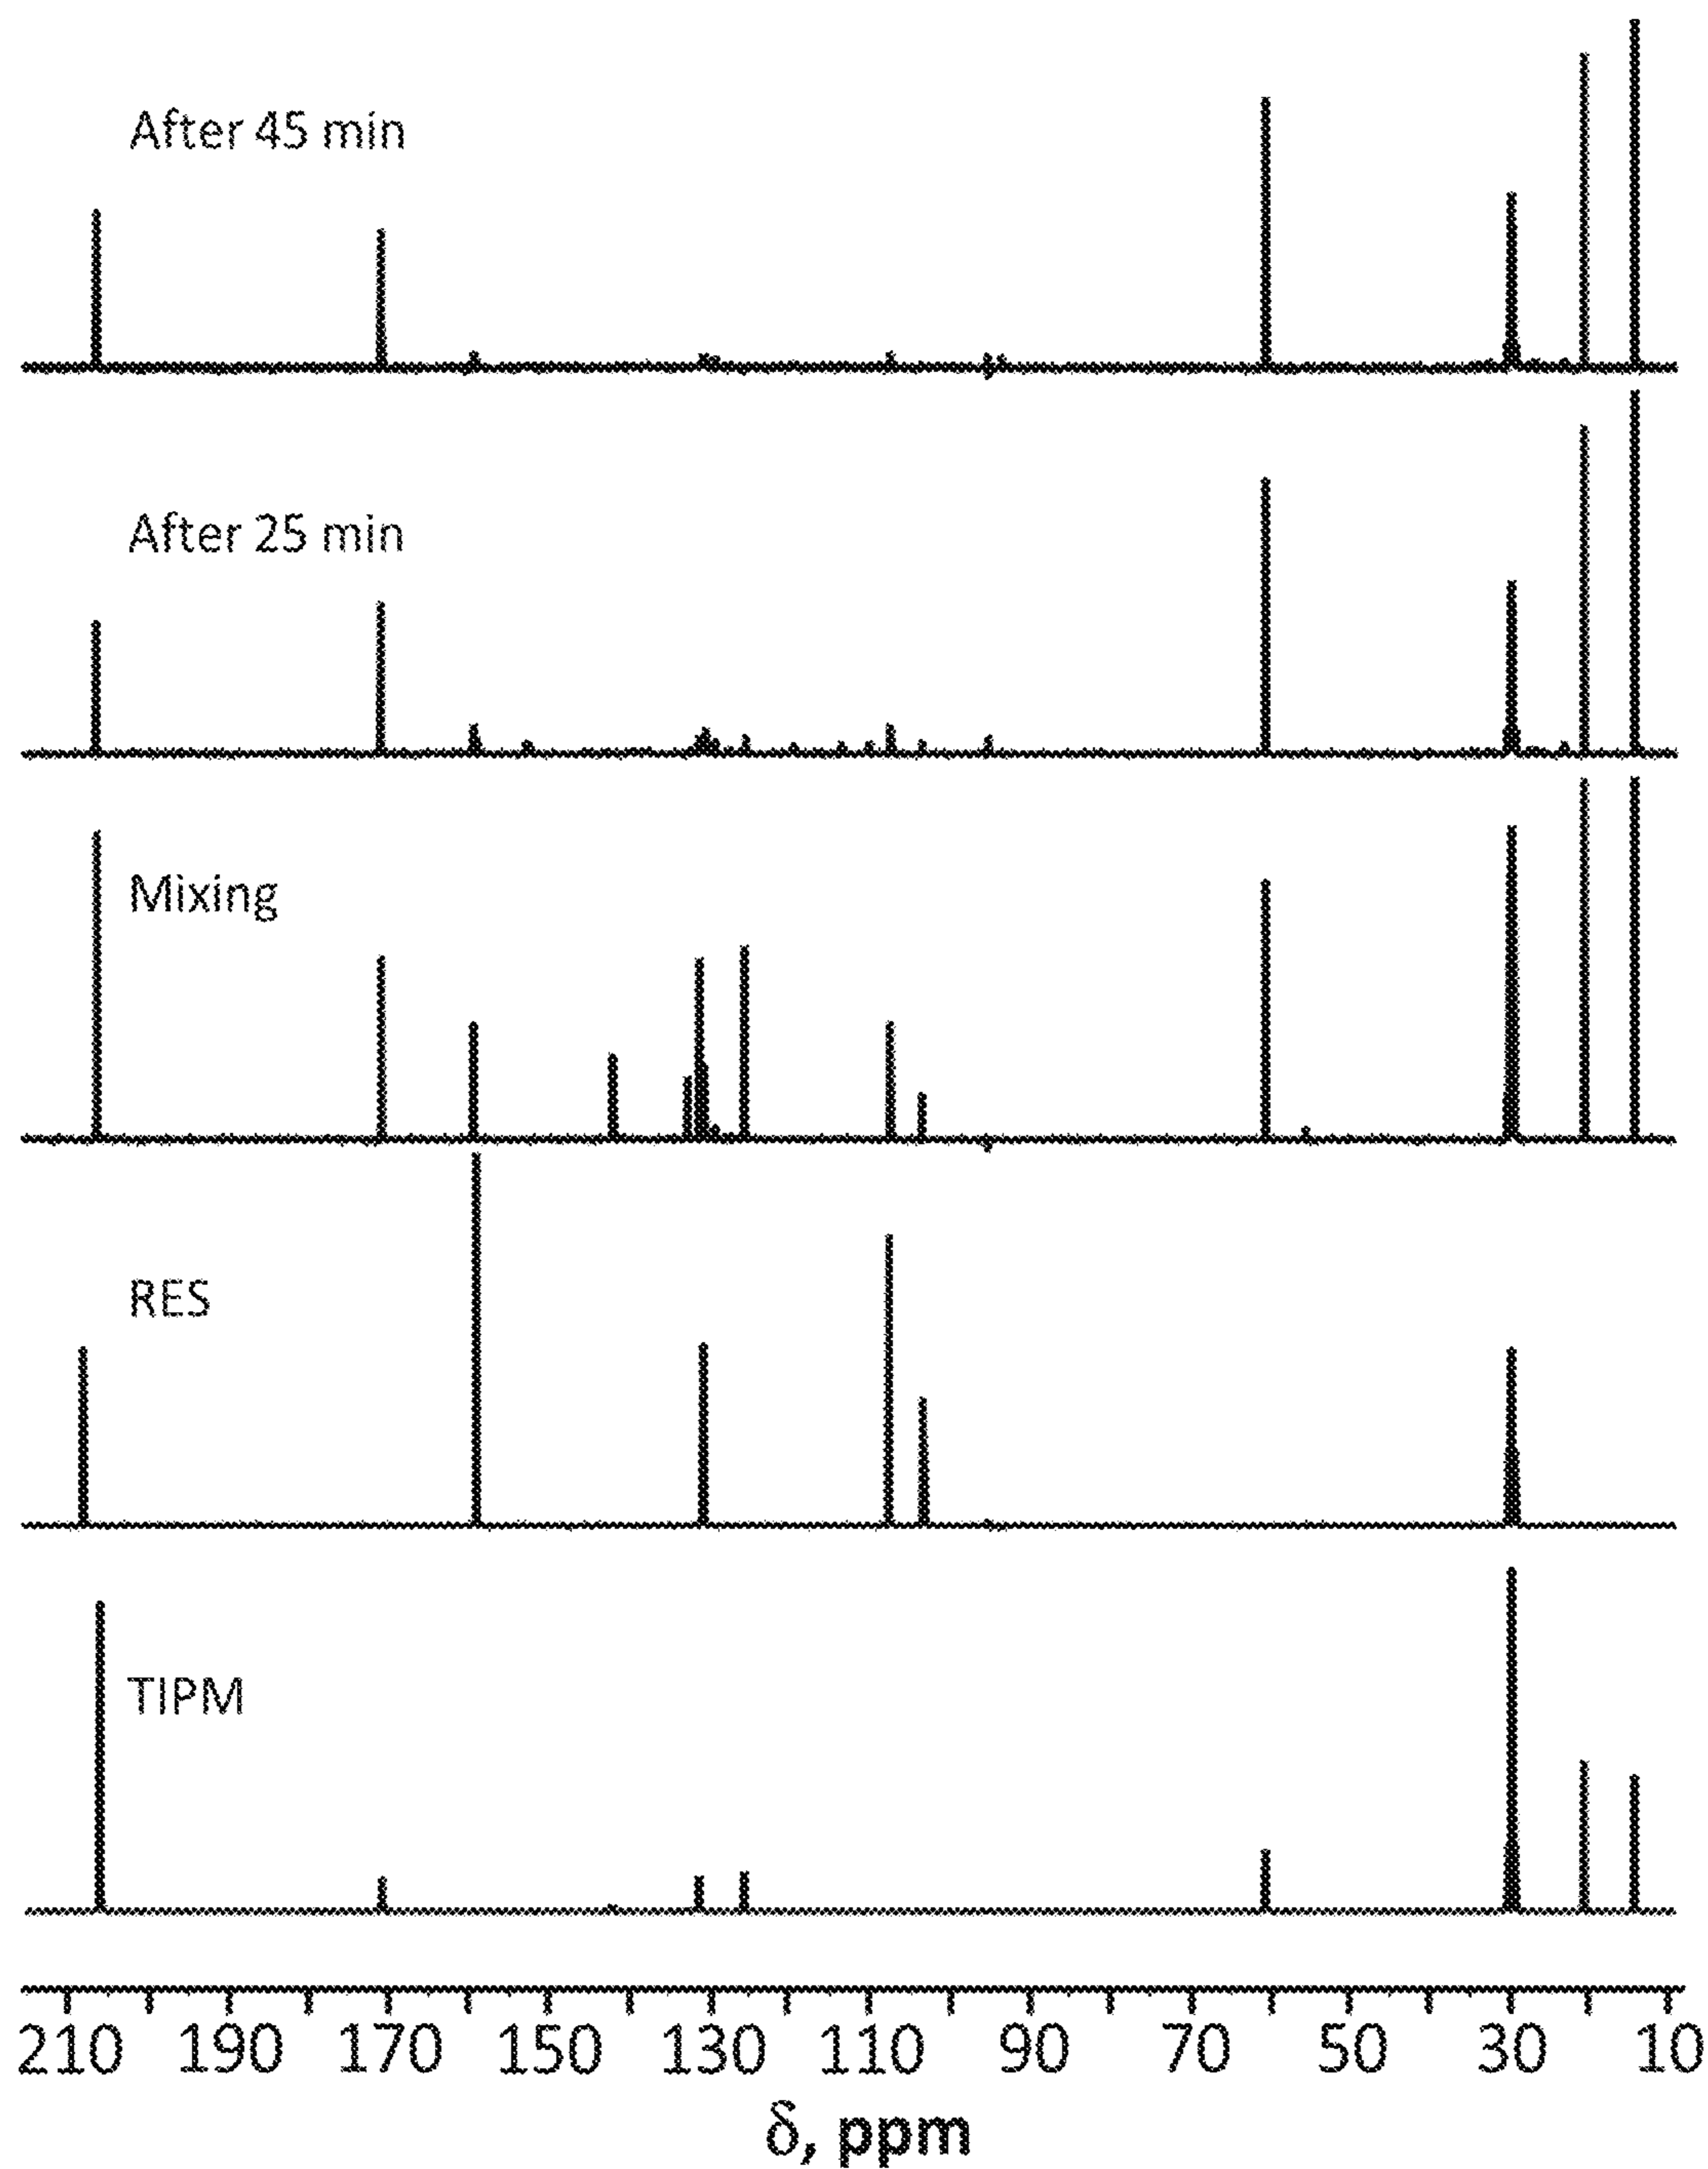 After 45 min
After 25 min
Mixing
RES
TIPM
210 190 170 150 130 110 90 70 50 30 10
δ, ppm